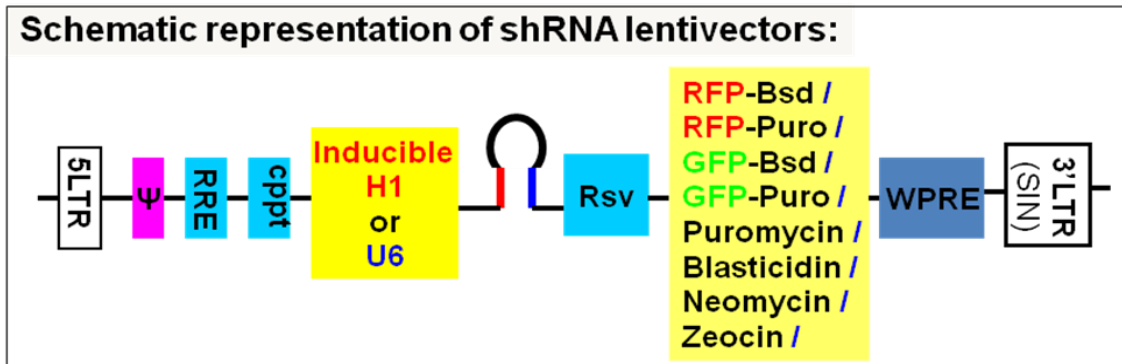 Schematic representation of shRNA lentivectors:
5LTR
Ψ
RRE
cppt
Inducible
H1
or
U6
Rsv
RFP-Bsd /
RFP-Puro /
GFP-Bsd /
GFP-Puro /
Puromycin /
Blasticidin /
Neomycin /
Zeocin /
WPRE
3'LTR
(SIN)